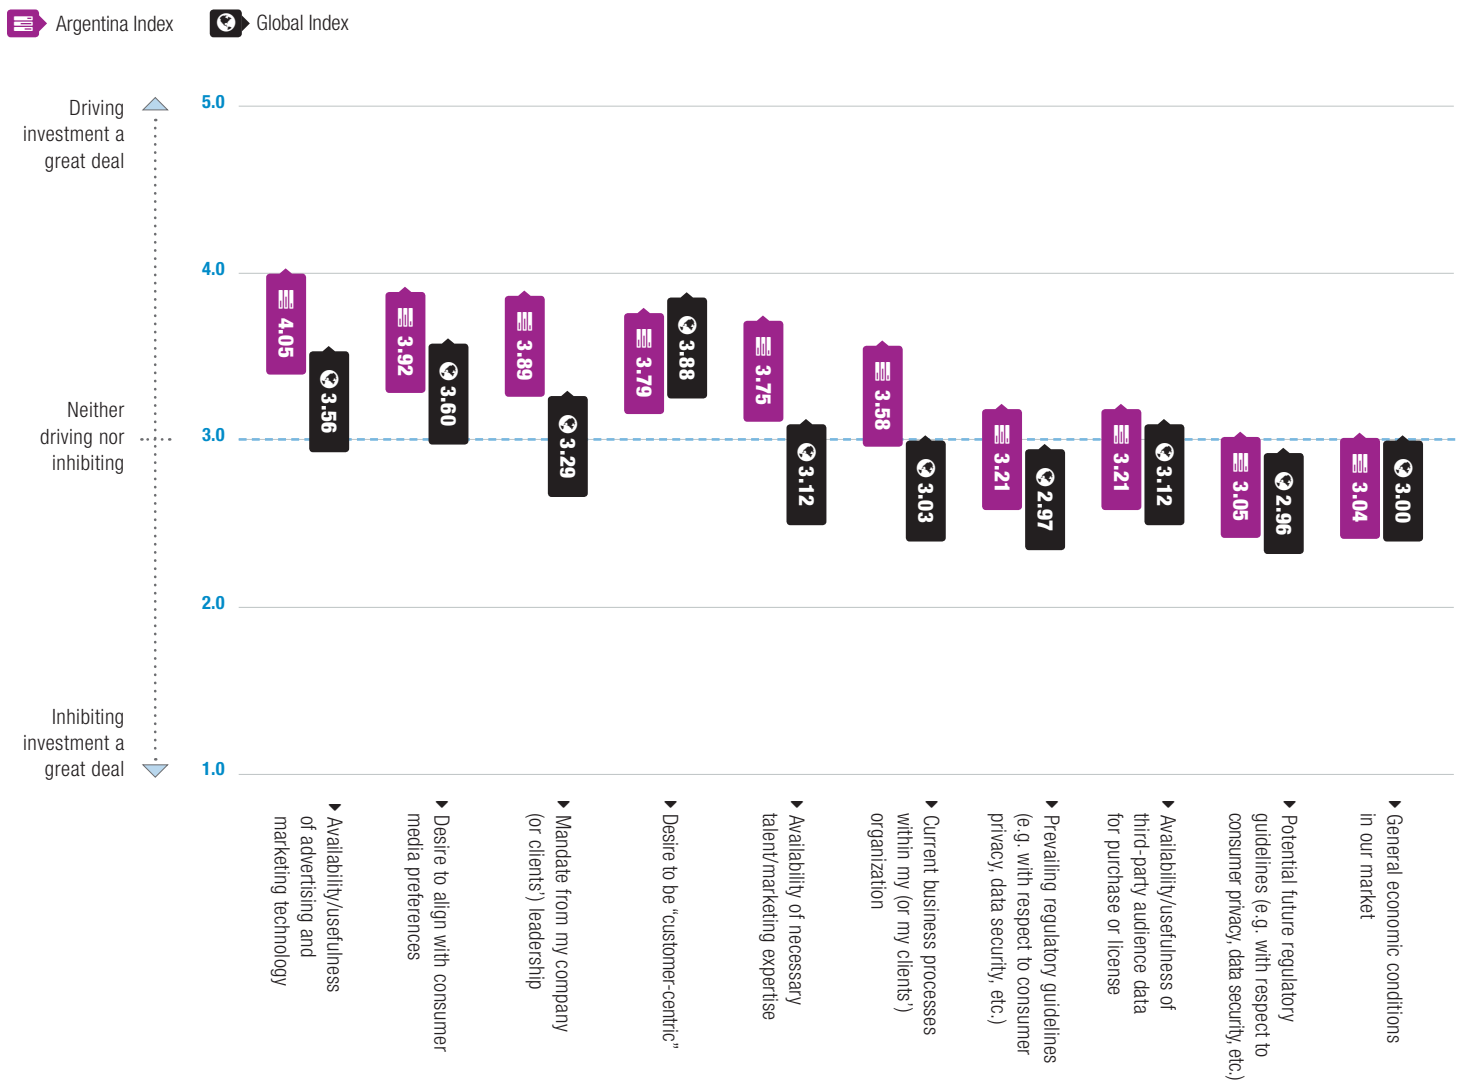 Argentina Index
Global Index
Driving
investment a
great deal
Neither
driving nor
inhibiting
Inhibiting
investment a
great deal
5.0
4.0
3.0
2.0
1.0
4.05
3.56
3.92
3.60
3.89
3.29
3.79
3.88
3.75
3.12
3.58
3.03
3.21
2.97
3.21
3.12
3.05
2.96
3.04
3.00
Availability/usefulness
of advertising and
marketing technology
Desire to align with consumer
media preferences
Mandate from my company
(or clients') leadership
Desire to be “customer-centric”
Availability of necessary
talent/marketing expertise
Current business processes
within my (or my clients')
organization
Prevailing regulatory guidelines
(e.g. with respect to consumer
privacy, data security, etc.)
Availability/usefulness of
third-party audience data
for purchase or license
Potential future regulatory
guidelines (e.g. with respect to
consumer privacy, data security, etc.)
General economic conditions
in our market